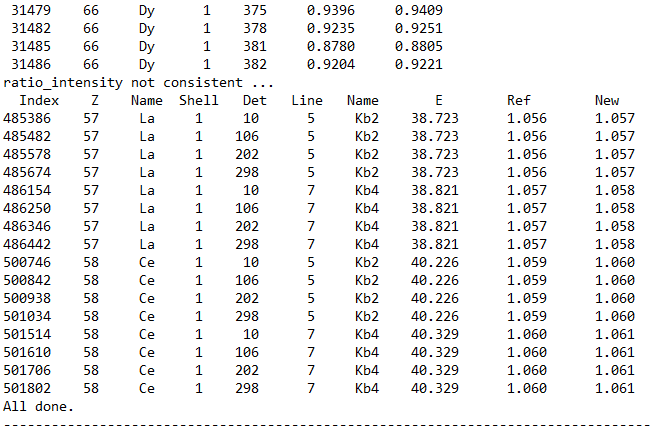 31479 66 Dy 1 375 0.9396 0.9409
31482 66 Dy 1 378 0.9235 0.9251
31485 66 Dy 1 381 0.8780 0.8805
31486 66 Dy 1 382 0.9204 0.9221
ratio_intensity not consistent ...
Index Z Name Shell Det Line Name E Ref New
485386 57 La 1 10 5 Kb2 38.723 1.056 1.057
485482 57 La 1 106 5 Kb2 38.723 1.056 1.057
485578 57 La 1 202 5 Kb2 38.723 1.056 1.057
485674 57 La 1 298 5 Kb2 38.723 1.056 1.057
486154 57 La 1 10 7 Kb4 38.821 1.057 1.058
486250 57 La 1 106 7 Kb4 38.821 1.057 1.058
486346 57 La 1 202 7 Kb4 38.821 1.057 1.058
486442 57 La 1 298 7 Kb4 38.821 1.057 1.058
500746 58 Ce 1 10 5 Kb2 40.226 1.059 1.060
500842 58 Ce 1 106 5 Kb2 40.226 1.059 1.060
500938 58 Ce 1 202 5 Kb2 40.226 1.059 1.060
501034 58 Ce 1 298 5 Kb2 40.226 1.059 1.060
501514 58 Ce 1 10 7 Kb4 40.329 1.060 1.061
501610 58 Ce 1 106 7 Kb4 40.329 1.060 1.061
501706 58 Ce 1 202 7 Kb4 40.329 1.060 1.061
501802 58 Ce 1 298 7 Kb4 40.329 1.060 1.061
All done.
--------------------------------------------------------------------------------